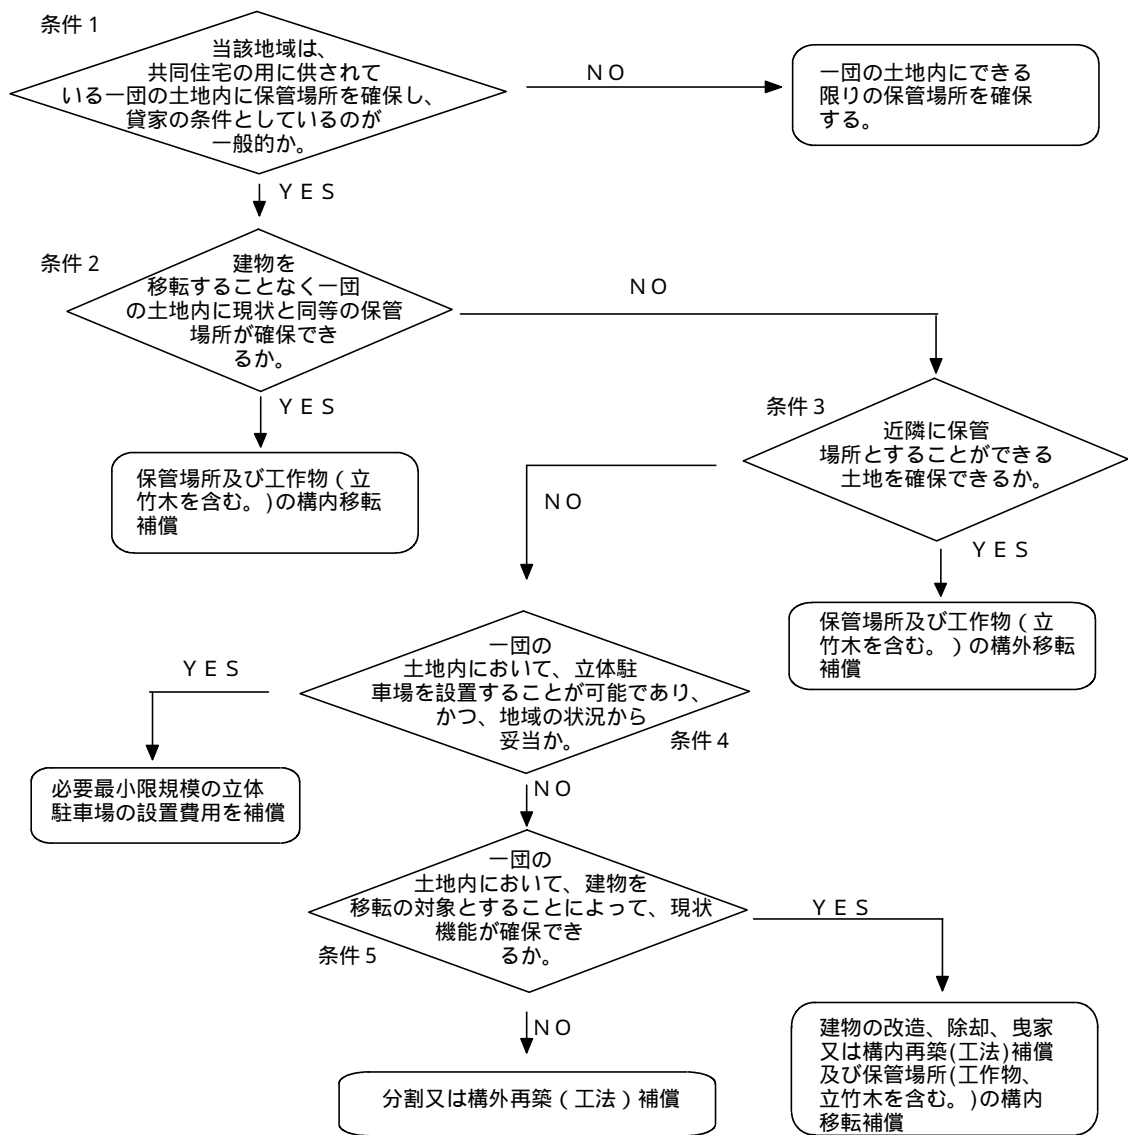 条件１
当該地域は、
共同住宅の用に供されて
いる一団の土地内に保管場所を確保し、
貸家の条件としているのが
一般的か。
ＮＯ
一団の土地内にできる
限りの保管場所を確保
する。
ＹＥＳ
条件２
建物を
移転することなく一団
の土地内に現状と同等の保管
場所が確保でき
るか。
ＮＯ
ＹＥＳ
保管場所及び工作物（立
竹木を含む。)の構内移転
補償
条件３
近隣に保管
場所とすることができる
土地を確保できるか。
ＮＯ
ＹＥＳ
保管場所及び工作物（立
竹木を含む。）の構外移転
補償
一団の
土地内において、立体駐
車場を設置することが可能であり、
かつ、地域の状況から
妥当か。
条件４
ＹＥＳ
必要最小限規模の立体
駐車場の設置費用を補償
ＮＯ
一団の
土地内において、建物を
移転の対象とすることによって、現状
機能が確保でき
るか。
条件５
ＹＥＳ
建物の改造、除却、曳家
又は構内再築(工法)補償
及び保管場所(工作物、
立竹木を含む。)の構内
移転補償
ＮＯ
分割又は構外再築（工法）補償